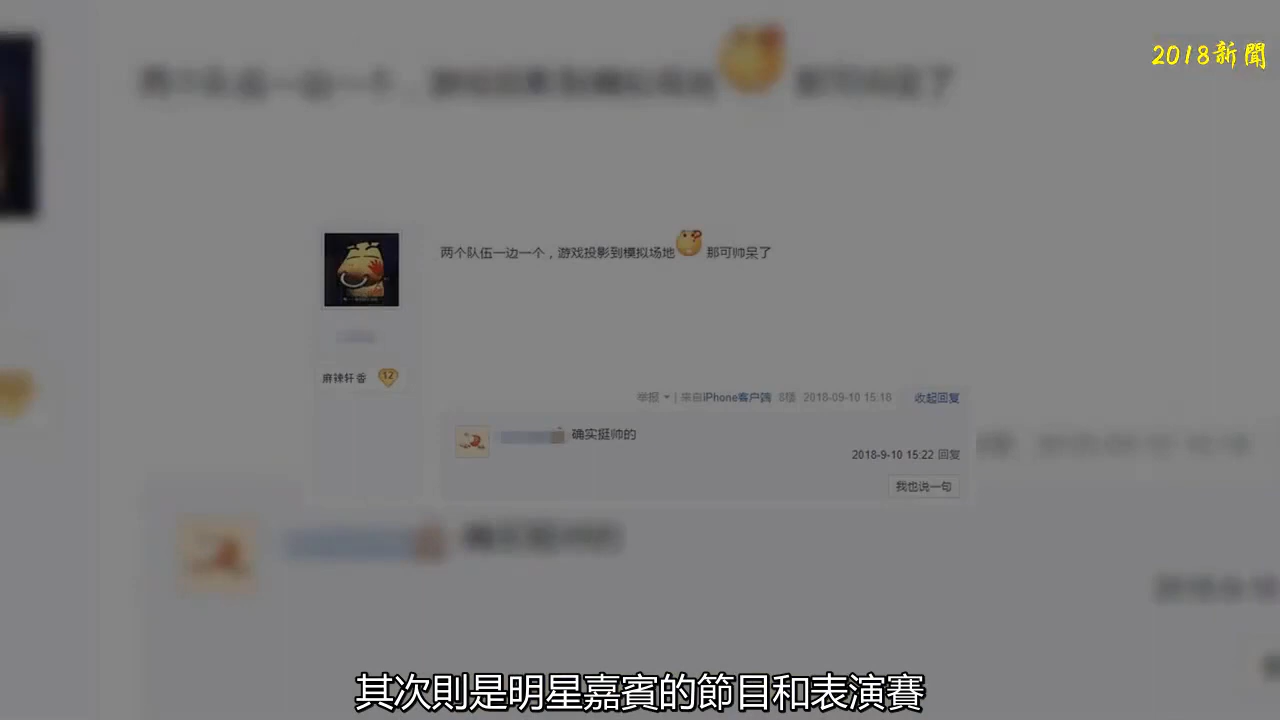 2018新聞
两个队伍一边一个，游戏投影到模拟场地 那可帅呆了
麻辣轩香 12
举报 | 来自iPhone客户端 8楼 2018-09-10 15:18 收起回复
确实挺帅的
2018-9-10 15:22 回复
我也说一句
其次則是明星嘉賓的節目和表演賽